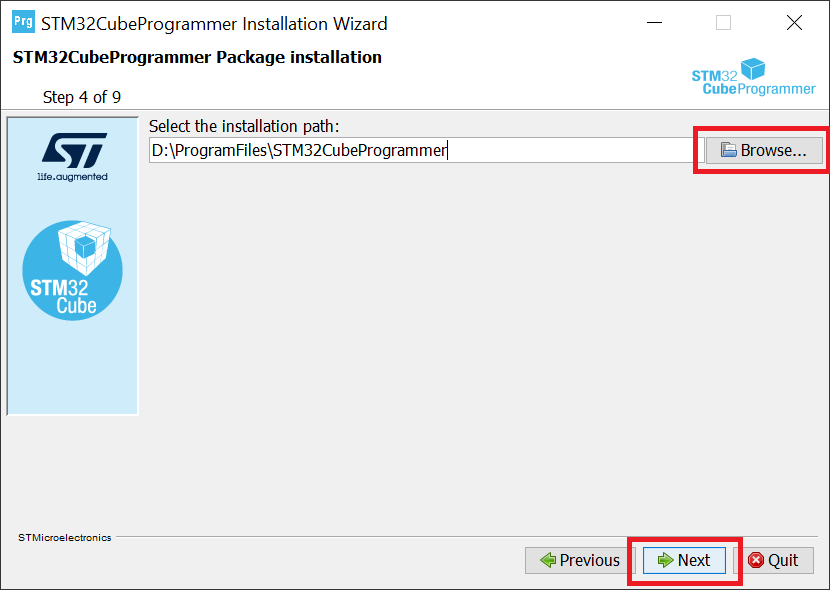 Prg STM32CubeProgrammer Installation Wizard
STM32CubeProgrammer Package installation
STM32
CubeProgrammer
Step 4 of 9
Select the installation path:
D:\ProgramFiles\STM32CubeProgrammer
Browse...
ST
life.augmented
STM32
Cube
STMicroelectronics
Previous
Next
Quit